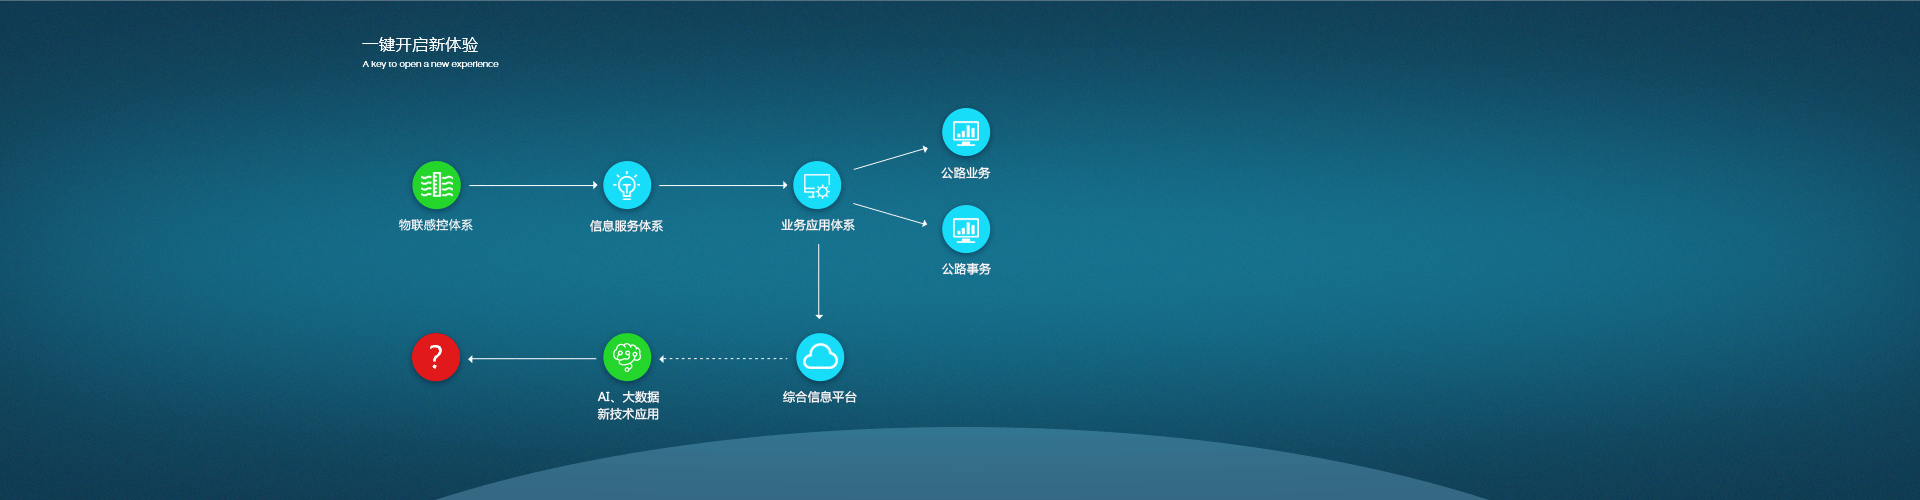 一键开启新体验
A key to open a new experience
公路业务
物联感控体系
信息服务体系
业务应用体系
公路事务
?
AI、大数据
新技术应用
综合信息平台